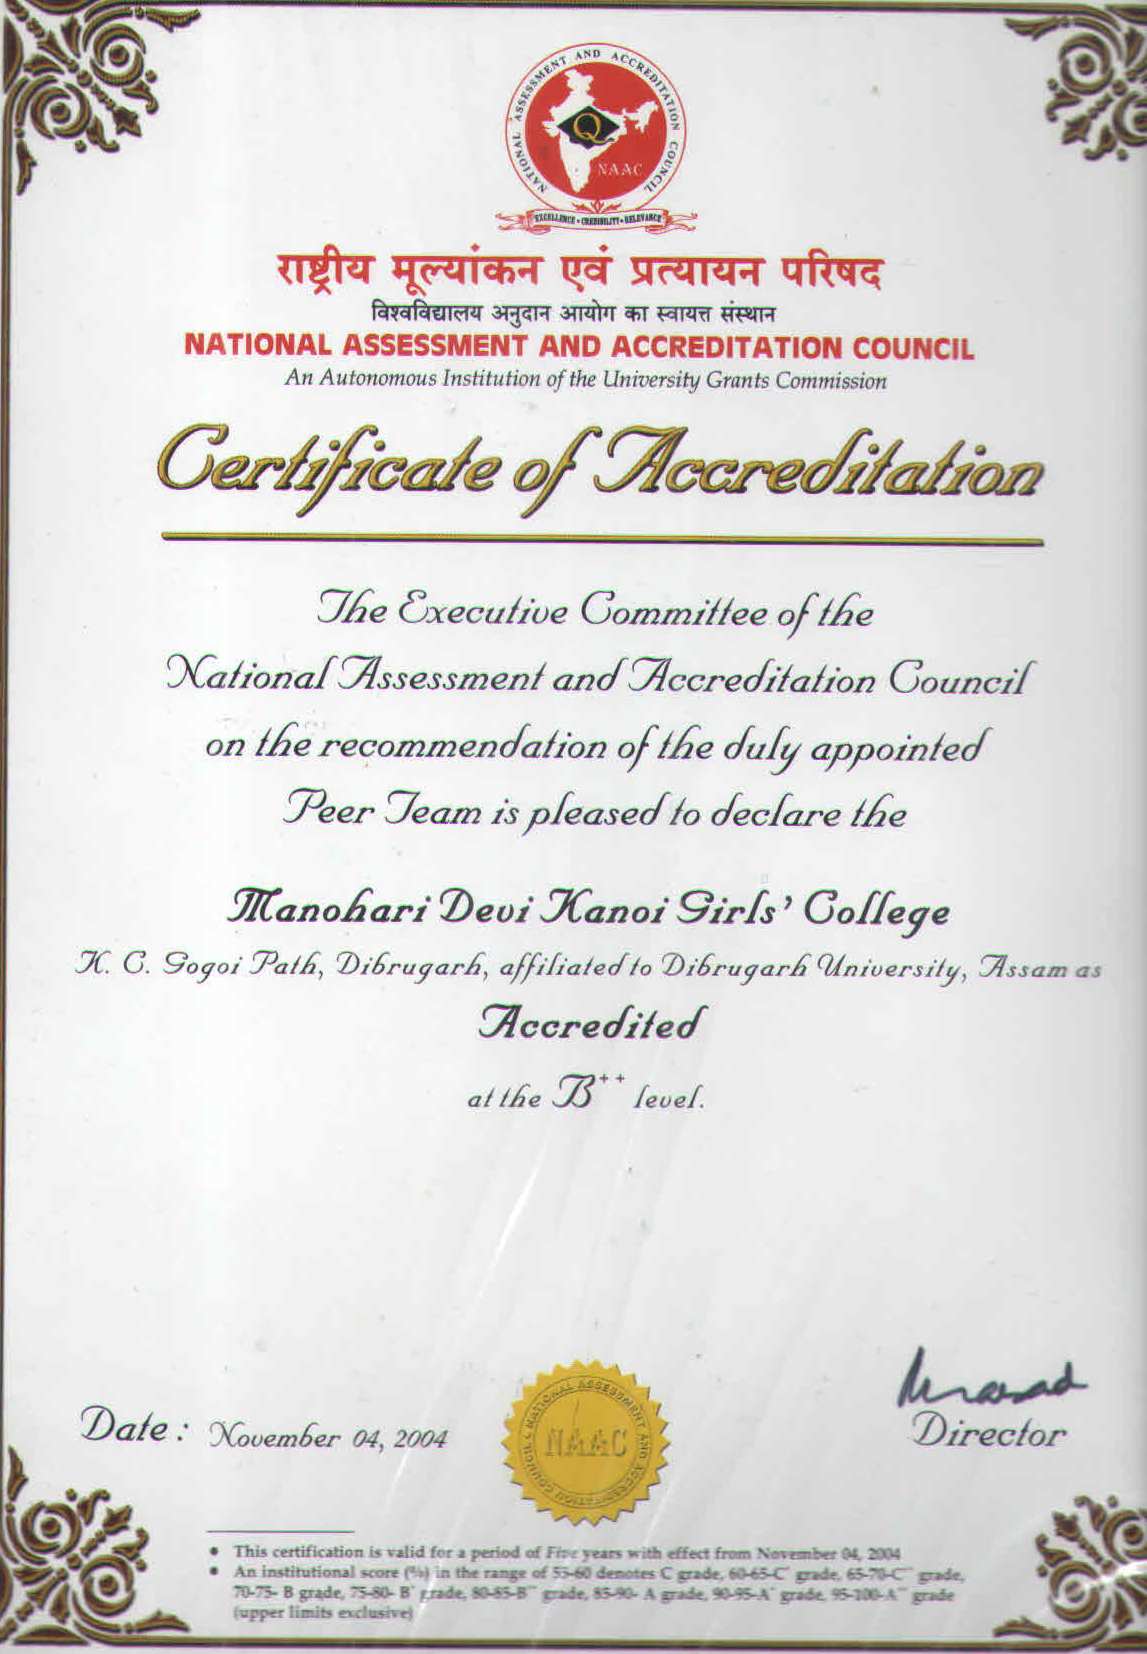 NATIONAL ASSESSMENT AND ACCREDITATION COUNCIL
Q
NAAC
EXCELLENCE • CREDIBILITY • RELEVANCE
राष्ट्रीय मूल्यांकन एवं प्रत्यायन परिषद
विश्वविद्यालय अनुदान आयोग का स्वायत्त संस्थान
NATIONAL ASSESSMENT AND ACCREDITATION COUNCIL
An Autonomous Institution of the University Grants Commission
Certificate of Accreditation
The Executive Committee of the
National Assessment and Accreditation Council
on the recommendation of the duly appointed
Peer Team is pleased to declare the
Manohari Devi Kanoi Girls' College
K. C. Gogoi Path, Dibrugarh, affiliated to Dibrugarh University, Assam as
Accredited
at the B++ level.
Date : November 04, 2004
NATIONAL ASSESSMENT AND ACCREDITATION COUNCIL
NAAC
Director
• This certification is valid for a period of Five years with effect from November 04, 2004
• An institutional score (%) in the range of 55-60 denotes C grade, 60-65-C+ grade, 65-70-C++ grade,
70-75- B grade, 75-80- B+ grade, 80-85-B++ grade, 85-90- A grade, 90-95-A+ grade, 95-100-A++ grade
(upper limits exclusive)